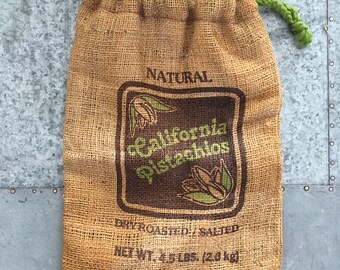 NATURAL
California
Pistachios
DRY ROASTED / SALTED
NET WT. 4.5 LBS. (2.0 kg)